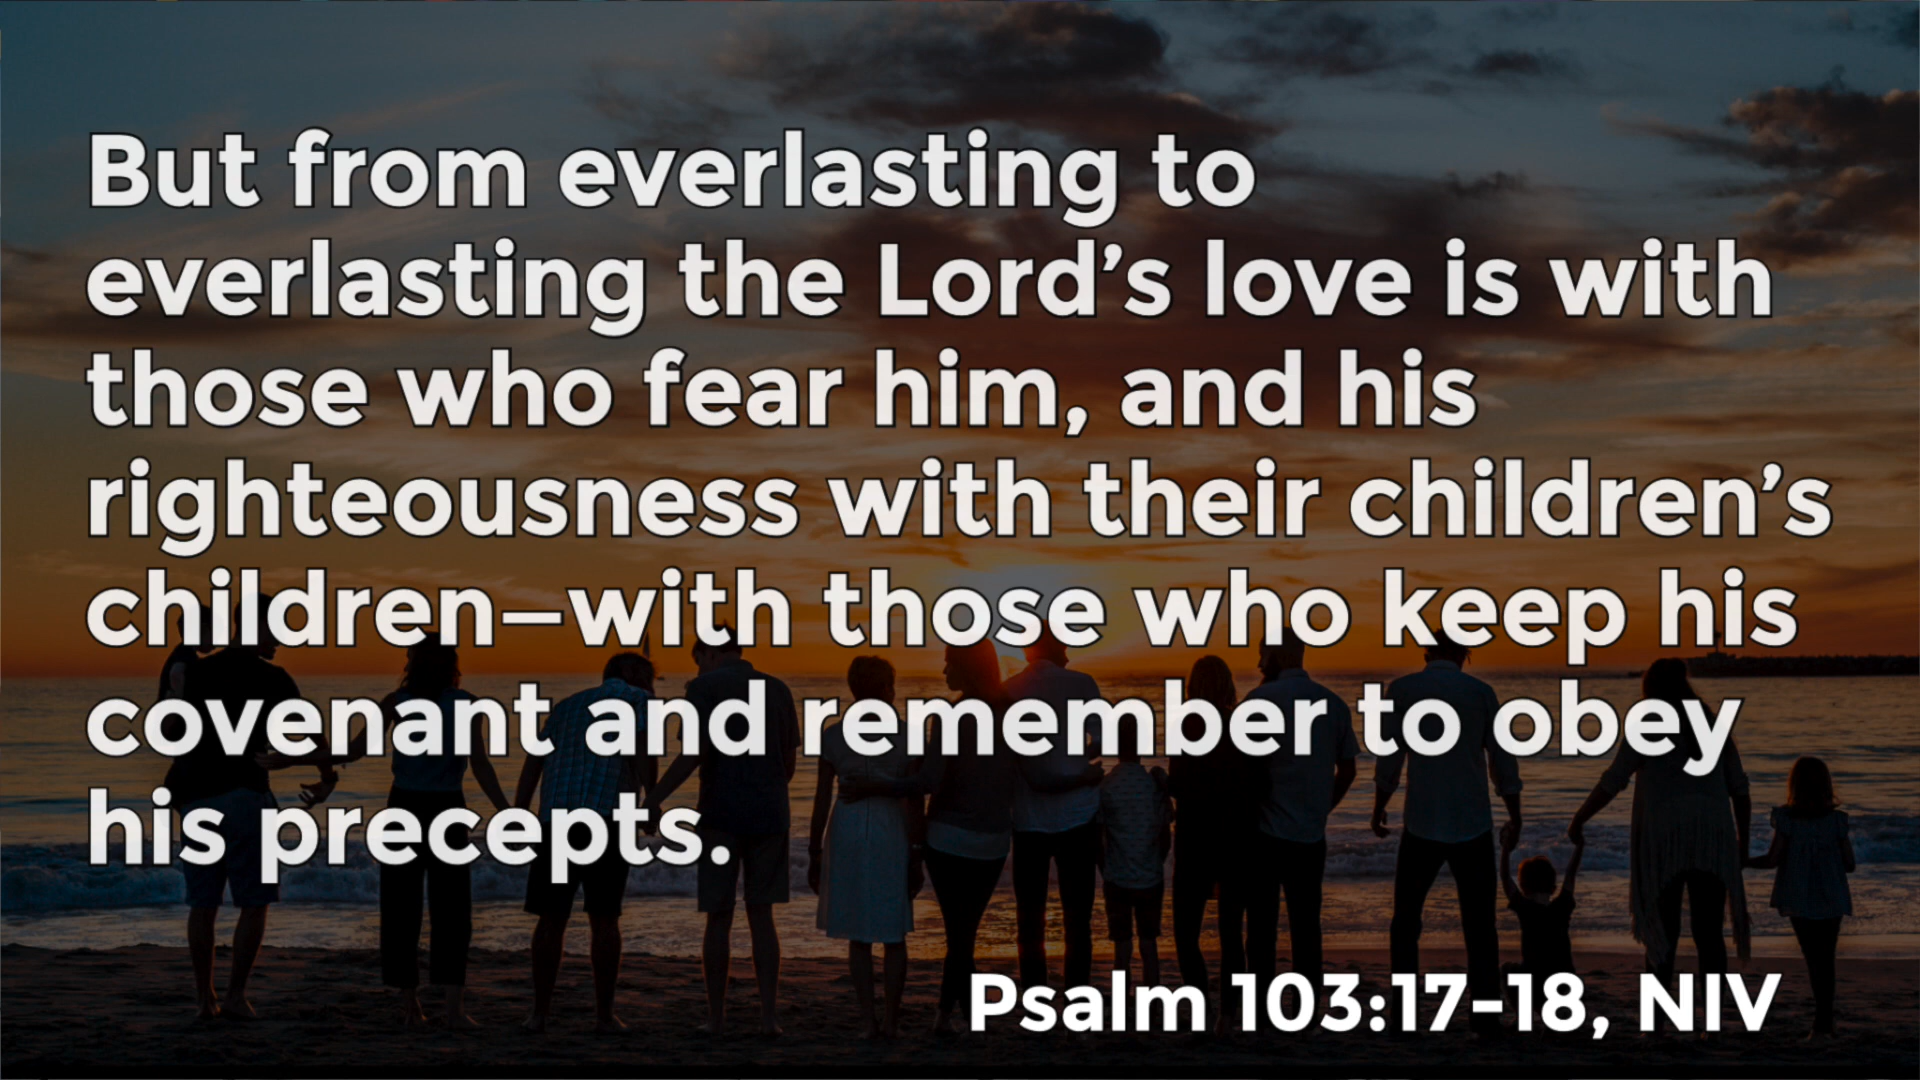 But from everlasting to
everlasting the Lord’s love is with
those who fear him, and his
righteousness with their children’s
children—with those who keep his
covenant and remember to obey
his precepts.
Psalm 103:17-18, NIV